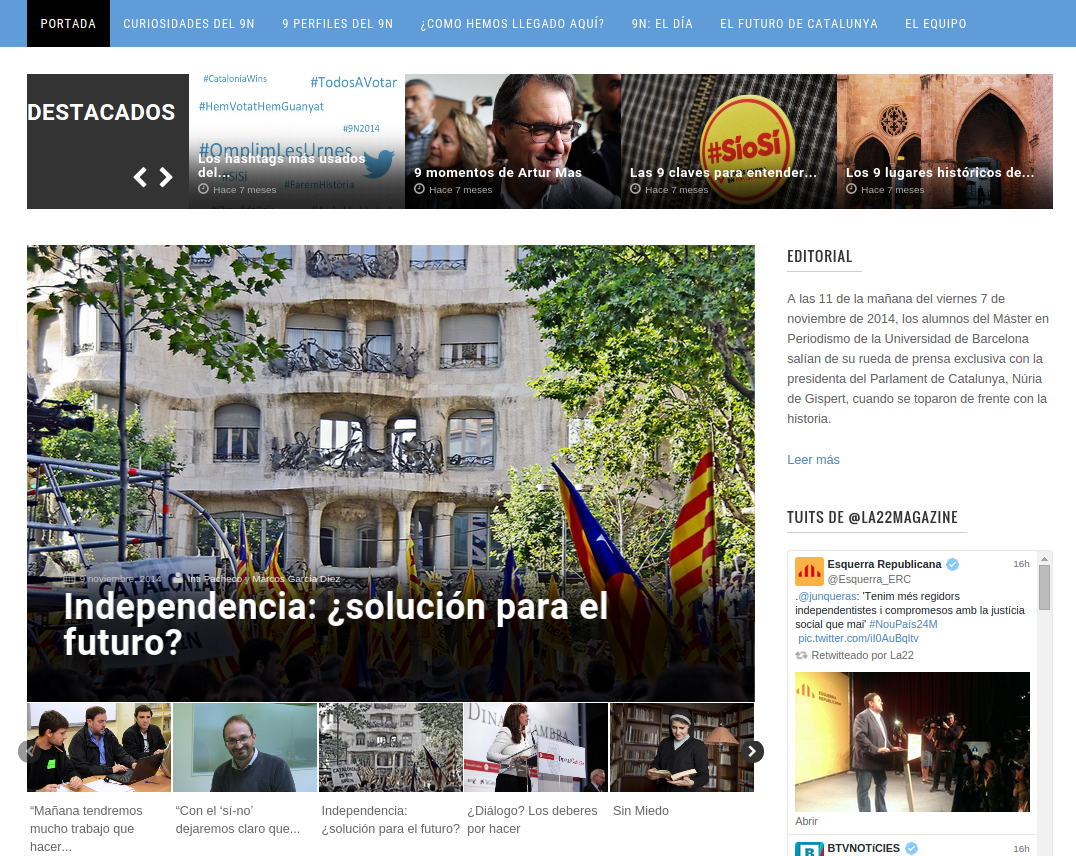 PORTADA
CURIOSIDADES DEL 9N
9 PERFILES DEL 9N
¿COMO HEMOS LLEGADO AQUÍ?
9N: EL DÍA
EL FUTURO DE CATALUNYA
EL EQUIPO
DESTACADOS
#CataloniaWins
#TodosAVotar
#HemVotatHemGuanyat
#9N2014
#OmplimLesUrnes
#FaremHistòria
Los hashtags más usados
del...
Hace 7 meses
9 momentos de Artur Mas
Hace 7 meses
#SíoSí
Las 9 claves para entender...
Hace 7 meses
Los 9 lugares históricos de...
Hace 7 meses
9 noviembre, 2014
Inti Pacheco y Marcos García Díez
Independencia: ¿solución para el
futuro?
“Mañana tendremos
mucho trabajo que
hacer...
“Con el ‘sí-no’
dejaremos claro que...
Independencia:
¿solución para el futuro?
¿Diálogo? Los deberes
por hacer
Sin Miedo
EDITORIAL
A las 11 de la mañana del viernes 7 de
noviembre de 2014, los alumnos del Máster en
Periodismo de la Universidad de Barcelona
salían de su rueda de prensa exclusiva con la
presidenta del Parlament de Catalunya, Núria
de Gispert, cuando se toparon de frente con la
historia.
Leer más
TUITS DE @LA22MAGAZINE
Esquerra Republicana
16h
@Esquerra_ERC
.@junqueras: 'Tenim més regidors
independentistes i compromesos amb la justícia
social que mai' #NouPaís24M
pic.twitter.com/iI0AuBqltv
Retwitteado por La22
Abrir
BTVNOTíCIES
16h